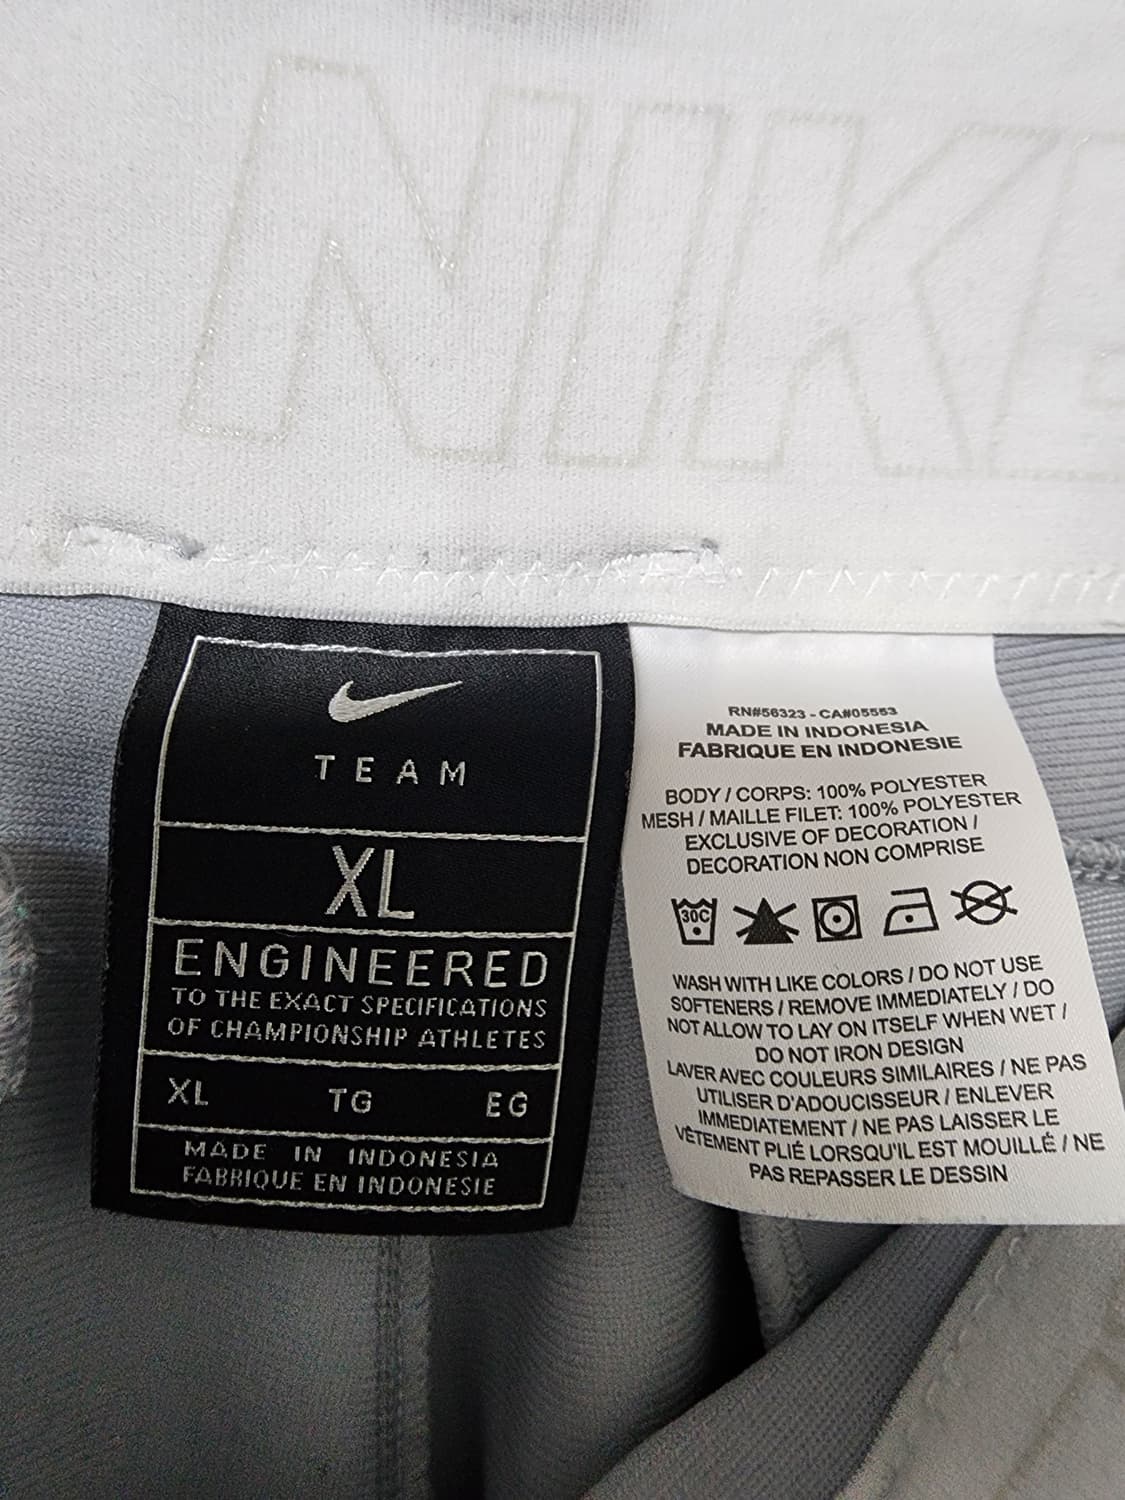 NIKE
TEAM
XL
ENGINEERED
TO THE EXACT SPECIFICATIONS
OF CHAMPIONSHIP ATHLETES
XL TG EG
MADE IN INDONESIA
FABRIQUE EN INDONESIE
RN#56323 - CA#05553
MADE IN INDONESIA
FABRIQUE EN INDONESIE
BODY / CORPS: 100% POLYESTER
MESH / MAILLE FILET: 100% POLYESTER
EXCLUSIVE OF DECORATION /
DECORATION NON COMPRISE
30C
WASH WITH LIKE COLORS / DO NOT USE
SOFTENERS / REMOVE IMMEDIATELY / DO
NOT ALLOW TO LAY ON ITSELF WHEN WET /
DO NOT IRON DESIGN
LAVER AVEC COULEURS SIMILAIRES / NE PAS
UTILISER D'ADOUCISSEUR / ENLEVER
IMMEDIATEMENT / NE PAS LAISSER LE
VÊTEMENT PLIÉ LORSQU'IL EST MOUILLÉ / NE
PAS REPASSER LE DESSIN